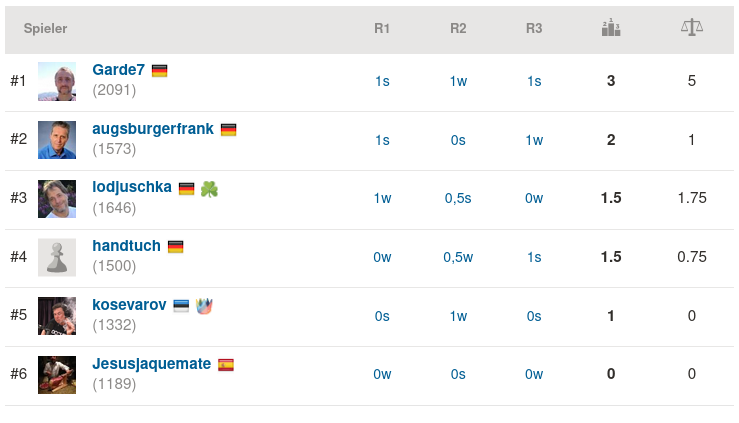 Spieler R1 R2 R3 2 1 3
#1 Garde7 1s 1w 1s 3 5
(2091)
#2 augsburgerfrank 1s 0s 1w 2 1
(1573)
#3 lodjuschka 1w 0,5s 0w 1.5 1.75
(1646)
#4 handtuch 0w 0,5w 1s 1.5 0.75
(1500)
#5 kosevarov 0s 1w 0s 1 0
(1332)
#6 Jesusjaquemate 0w 0s 0w 0 0
(1189)